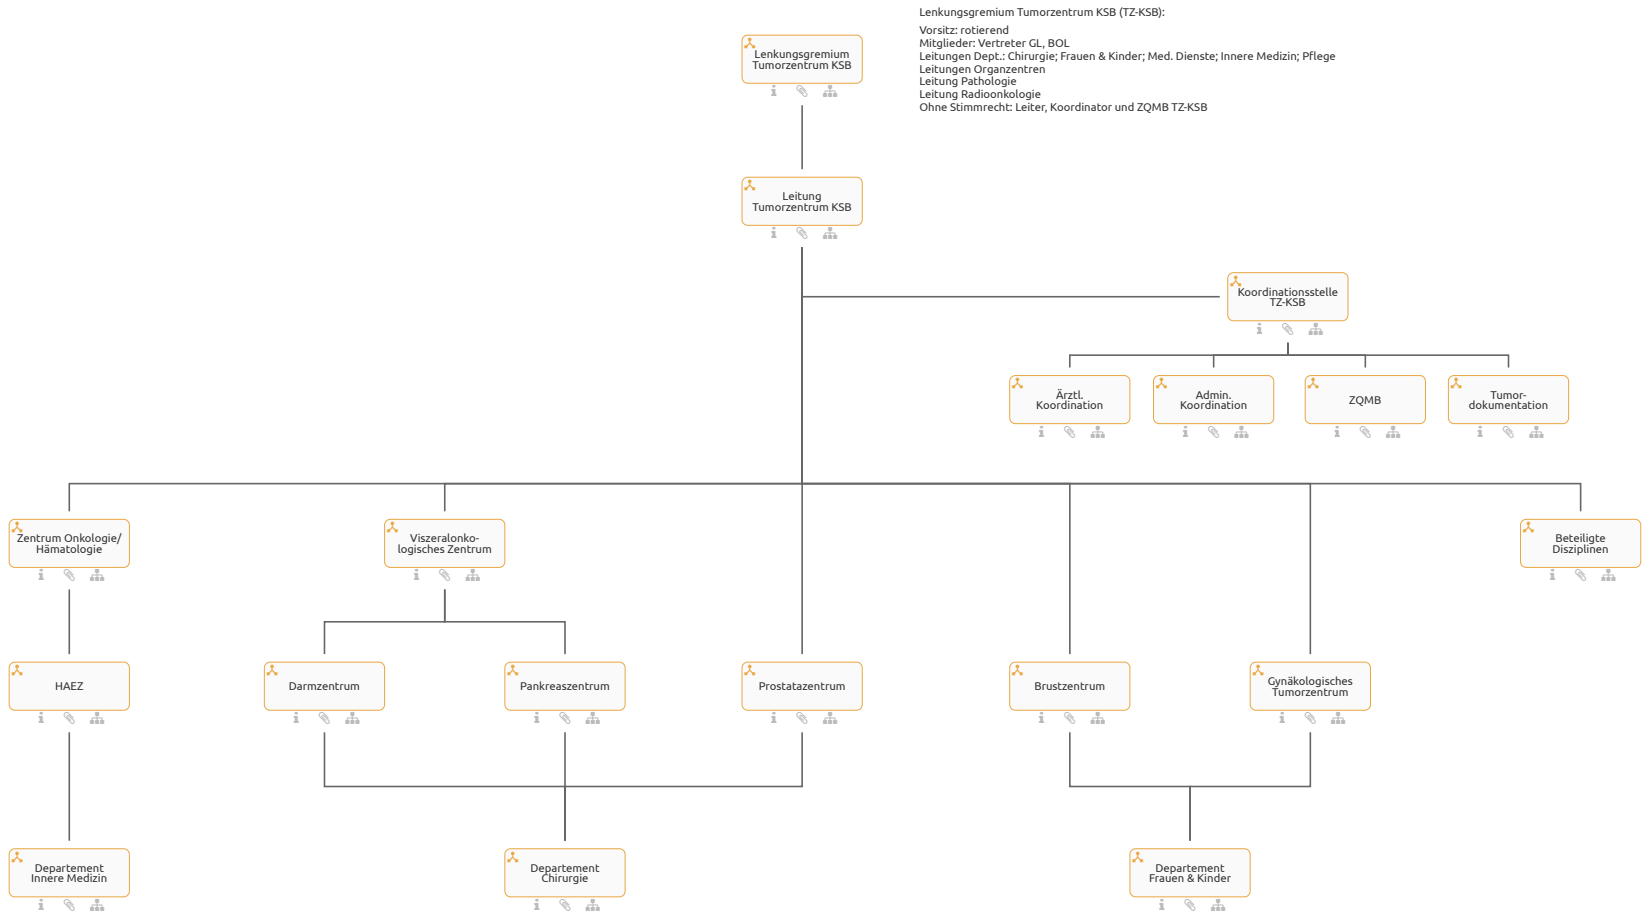 Lenkungsgremium Tumorzentrum KSB (TZ-KSB):
Vorsitz: rotierend
Mitglieder: Vertreter GL, BOL
Leitungen Dept.: Chirurgie; Frauen & Kinder; Med. Dienste; Innere Medizin; Pflege
Leitungen Organzentren
Leitung Pathologie
Leitung Radioonkologie
Ohne Stimmrecht: Leiter, Koordinator und ZQMB TZ-KSB
Lenkungsgremium
Tumorzentrum KSB
Leitung
Tumorzentrum KSB
Koordinationsstelle
TZ-KSB
Ärztl.
Koordination
Admin.
Koordination
ZQMB
Tumor-
dokumentation
Zentrum Onkologie/
Hämatologie
Viszeralonko-
logisches Zentrum
Beteiligte
Disziplinen
HAEZ
Darmzentrum
Pankreaszentrum
Prostatazentrum
Brustzentrum
Gynäkologisches
Tumorzentrum
Departement
Innere Medizin
Departement
Chirurgie
Departement
Frauen & Kinder